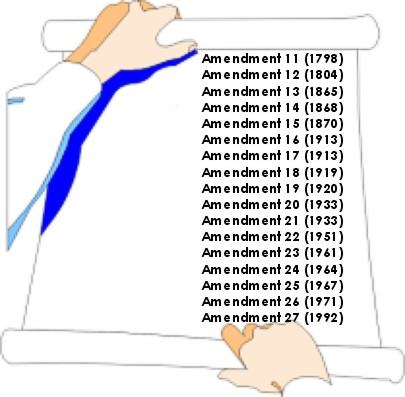 Amendment 11 (1798)
Amendment 12 (1804)
Amendment 13 (1865)
Amendment 14 (1868)
Amendment 15 (1870)
Amendment 16 (1913)
Amendment 17 (1913)
Amendment 18 (1919)
Amendment 19 (1920)
Amendment 20 (1933)
Amendment 21 (1933)
Amendment 22 (1951)
Amendment 23 (1961)
Amendment 24 (1964)
Amendment 25 (1967)
Amendment 26 (1971)
Amendment 27 (1992)